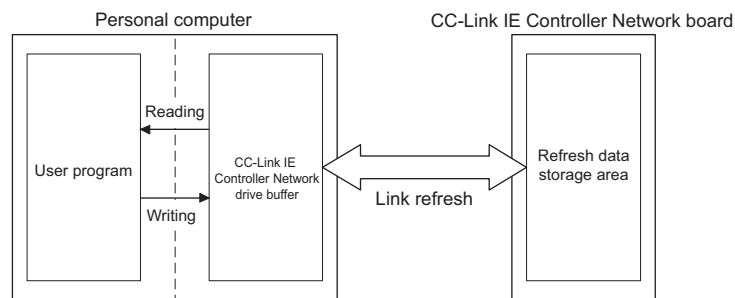 Personal computer
CC-Link IE Controller Network board
Reading
User program
Writing
CC-Link IE
Controller Network
drive buffer
Link refresh
Refresh data
storage area